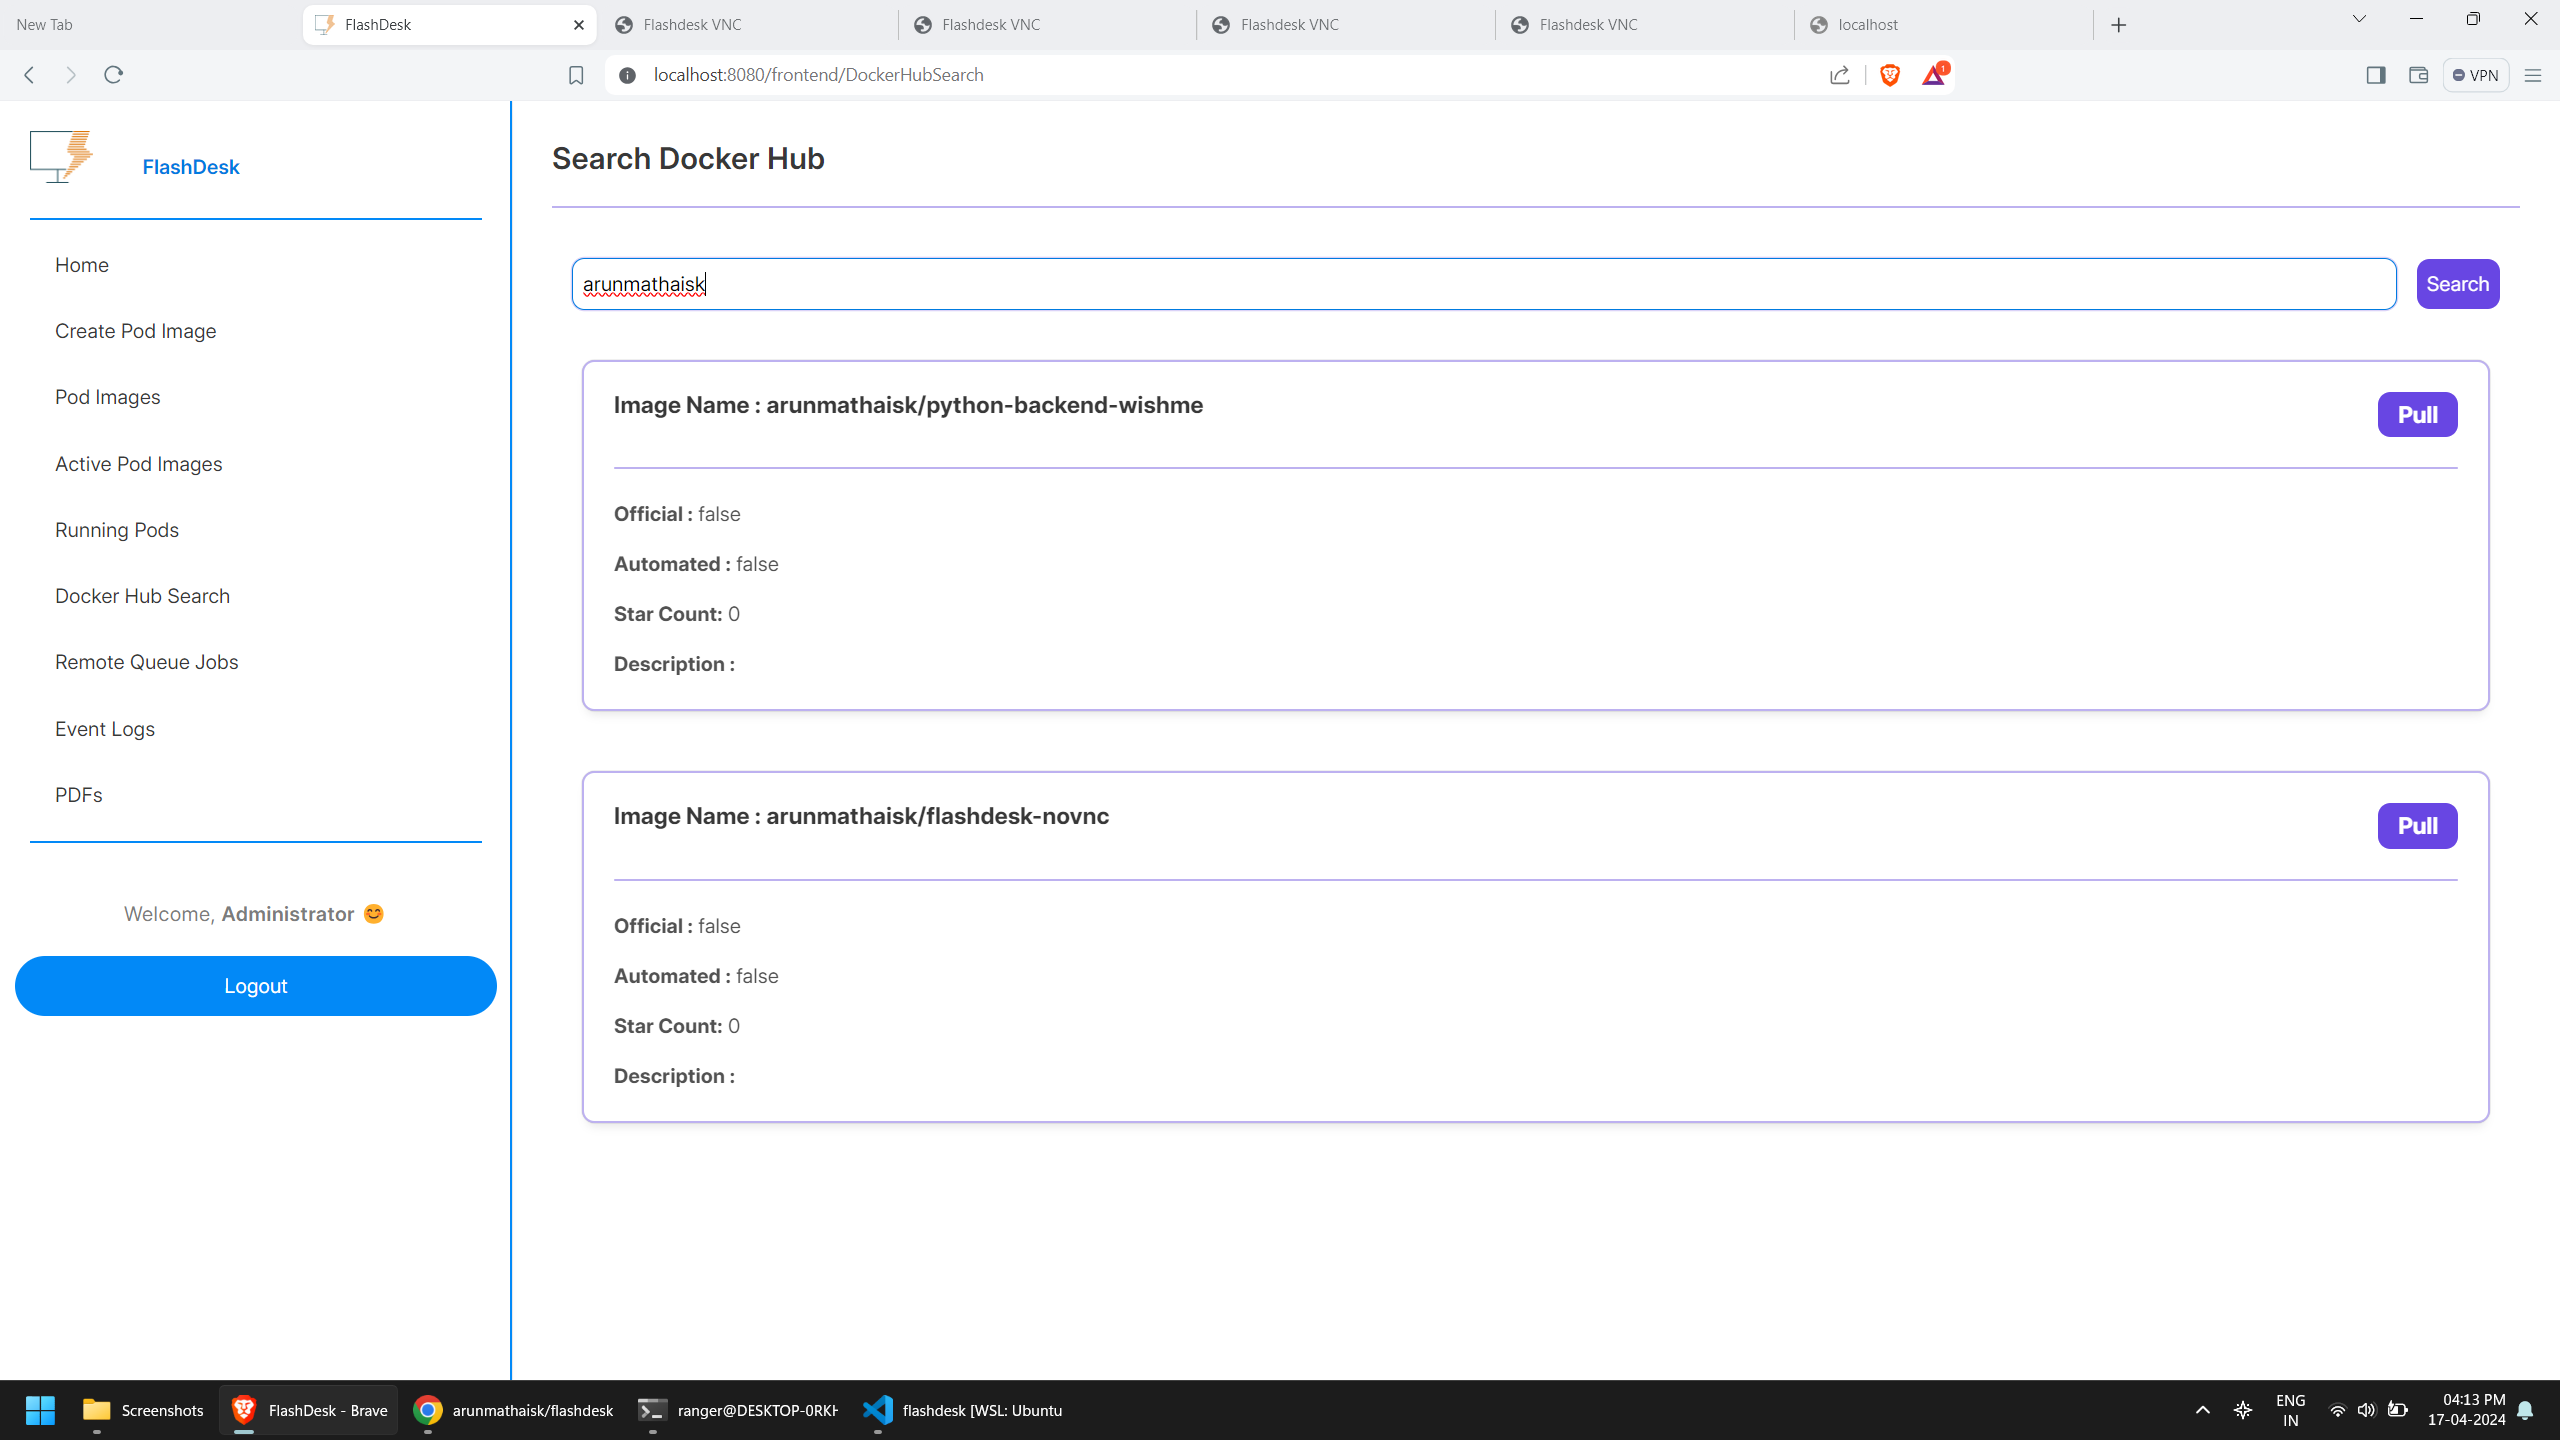 New Tab
FlashDesk
Flashdesk VNC
Flashdesk VNC
Flashdesk VNC
Flashdesk VNC
localhost
localhost:8080/frontend/DockerHubSearch
1
VPN
FlashDesk
Home
Create Pod Image
Pod Images
Active Pod Images
Running Pods
Docker Hub Search
Remote Queue Jobs
Event Logs
PDFs
Welcome, Administrator 😊
Logout
Search Docker Hub
arunmathaisk
Search
Image Name : arunmathaisk/python-backend-wishme
Pull
Official : false
Automated : false
Star Count: 0
Description :
Image Name : arunmathaisk/flashdesk-novnc
Pull
Official : false
Automated : false
Star Count: 0
Description :
Screenshots
FlashDesk - Brave
arunmathaisk/flashdesk
ranger@DESKTOP-0RKH
flashdesk [WSL: Ubuntu
ENG
IN
04:13 PM
17-04-2024